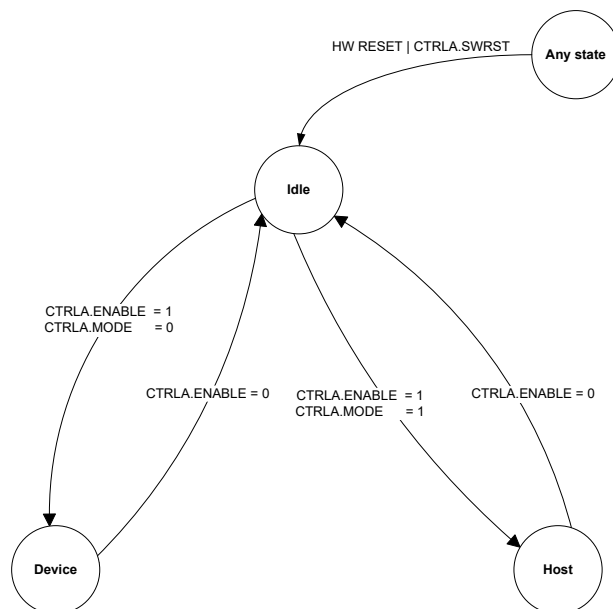 HW RESET | CTRLA.SWRST
Any state
Idle
CTRLA.ENABLE = 1
CTRLA.MODE = 0
CTRLA.ENABLE = 0
CTRLA.ENABLE = 1
CTRLA.MODE = 1
CTRLA.ENABLE = 0
Device
Host